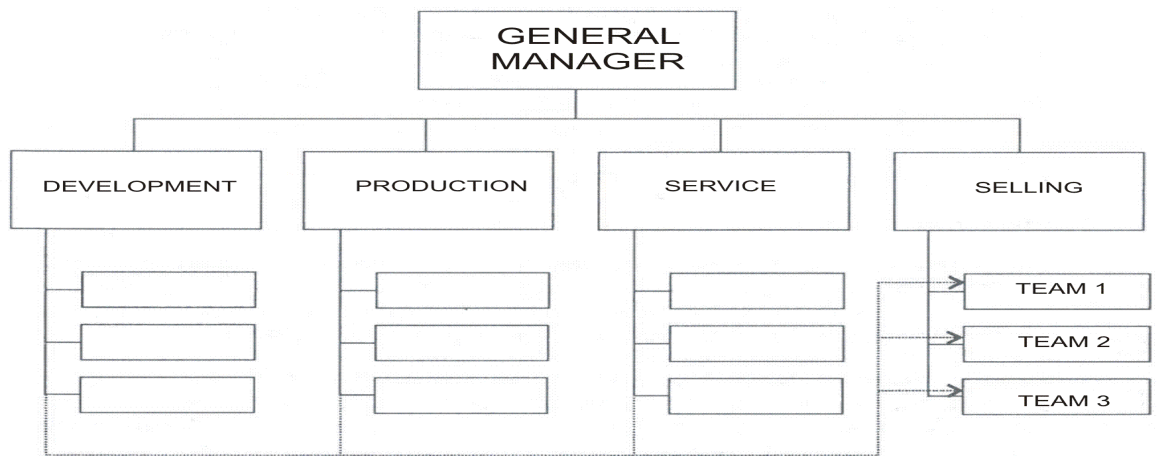 GENERAL
MANAGER
DEVELOPMENT
PRODUCTION
SERVICE
SELLING
TEAM 1
TEAM 2
TEAM 3